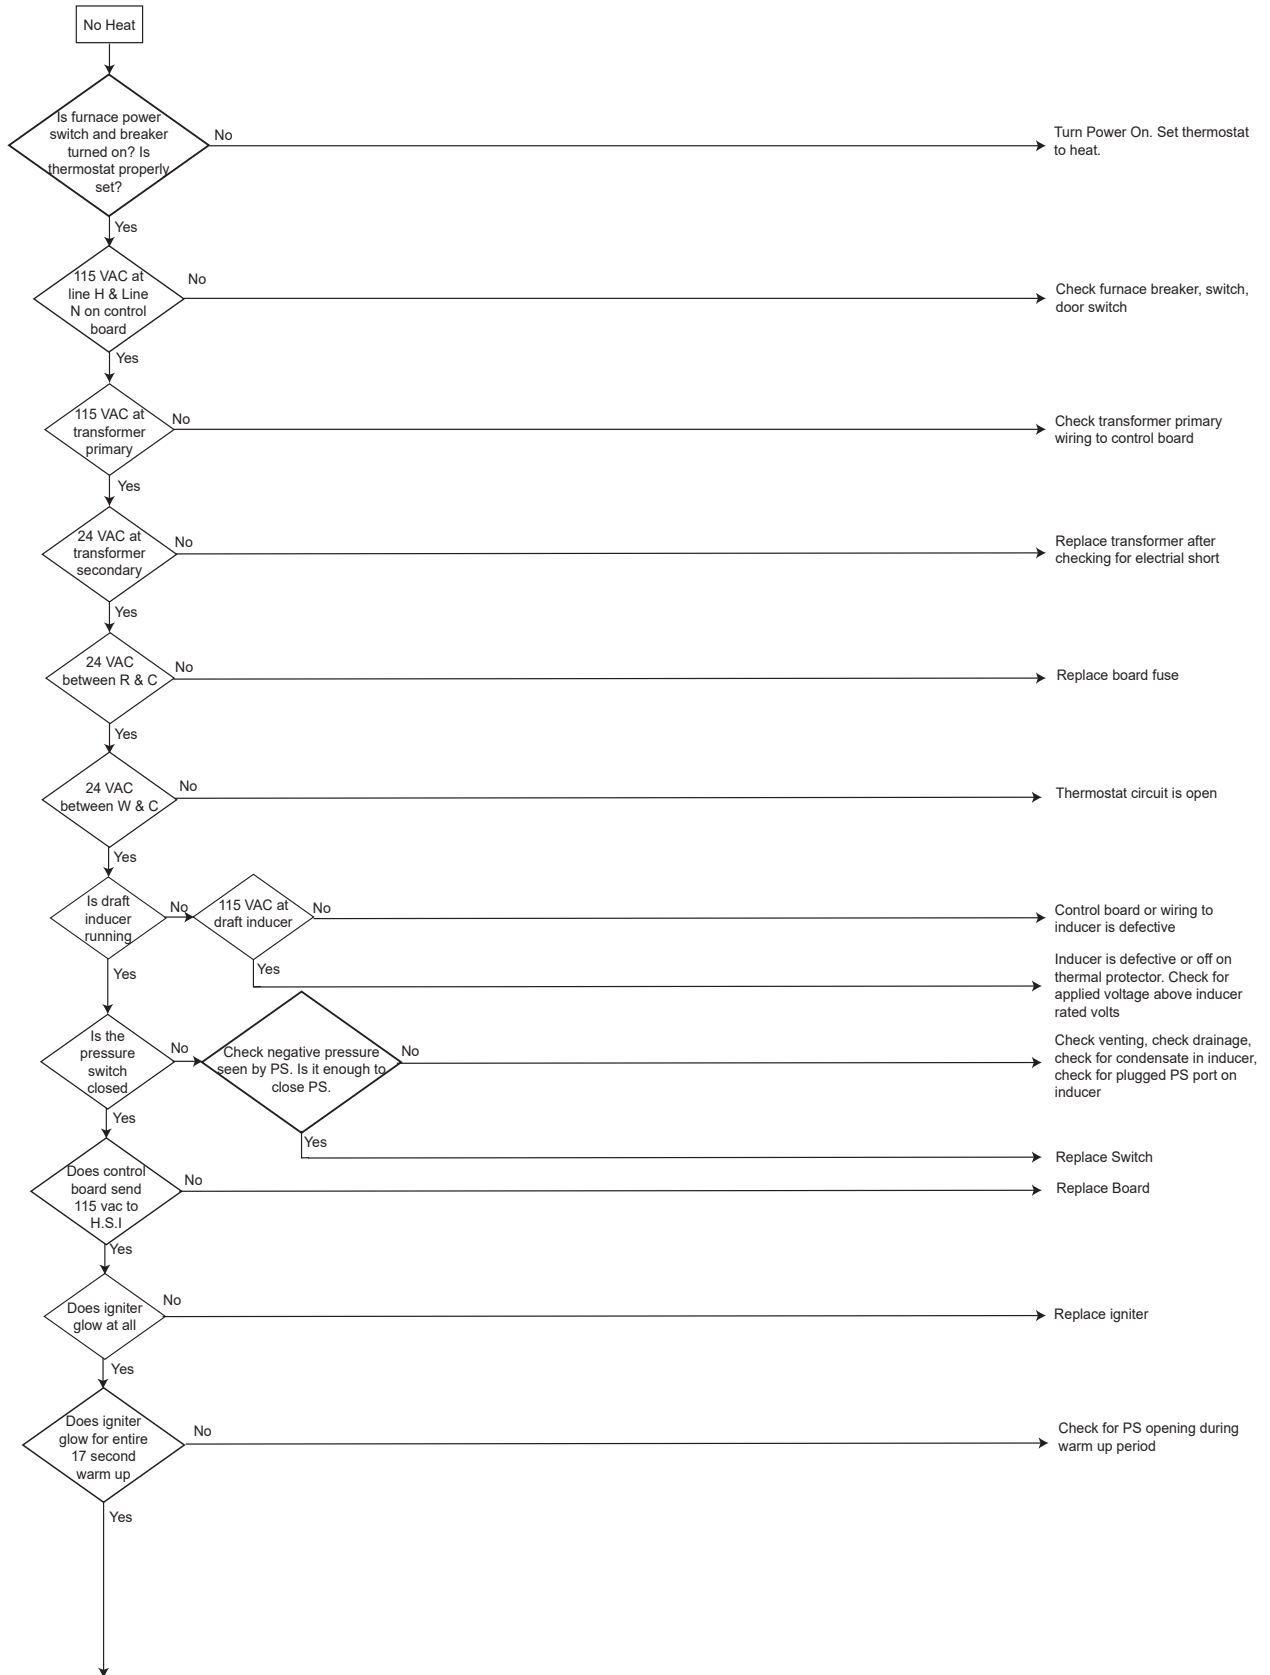 No Heat
Is furnace power
switch and breaker
turned on? Is
thermostat properly
set?
No
Turn Power On. Set thermostat
to heat.
Yes
115 VAC at
line H & Line
N on control
board
No
Check furnace breaker, switch,
door switch
Yes
115 VAC at
transformer
primary
No
Check transformer primary
wiring to control board
Yes
24 VAC at
transformer
secondary
No
Replace transformer after
checking for electrial short
Yes
24 VAC
between R & C
No
Replace board fuse
Yes
24 VAC
between W & C
No
Thermostat circuit is open
Yes
Is draft
inducer
running
No
115 VAC at
draft inducer
No
Control board or wiring to
inducer is defective
Yes
Inducer is defective or off on
thermal protector. Check for
applied voltage above inducer
rated volts
Yes
Is the
pressure
switch
closed
No
Check negative pressure
seen by PS. Is it enough to
close PS.
No
Check venting, check drainage,
check for condensate in inducer,
check for plugged PS port on
inducer
Yes
Replace Switch
Yes
Does control
board send
115 vac to
H.S.I
No
Replace Board
Yes
Does igniter
glow at all
No
Replace igniter
Yes
Does igniter
glow for entire
17 second
warm up
No
Check for PS opening during
warm up period
Yes